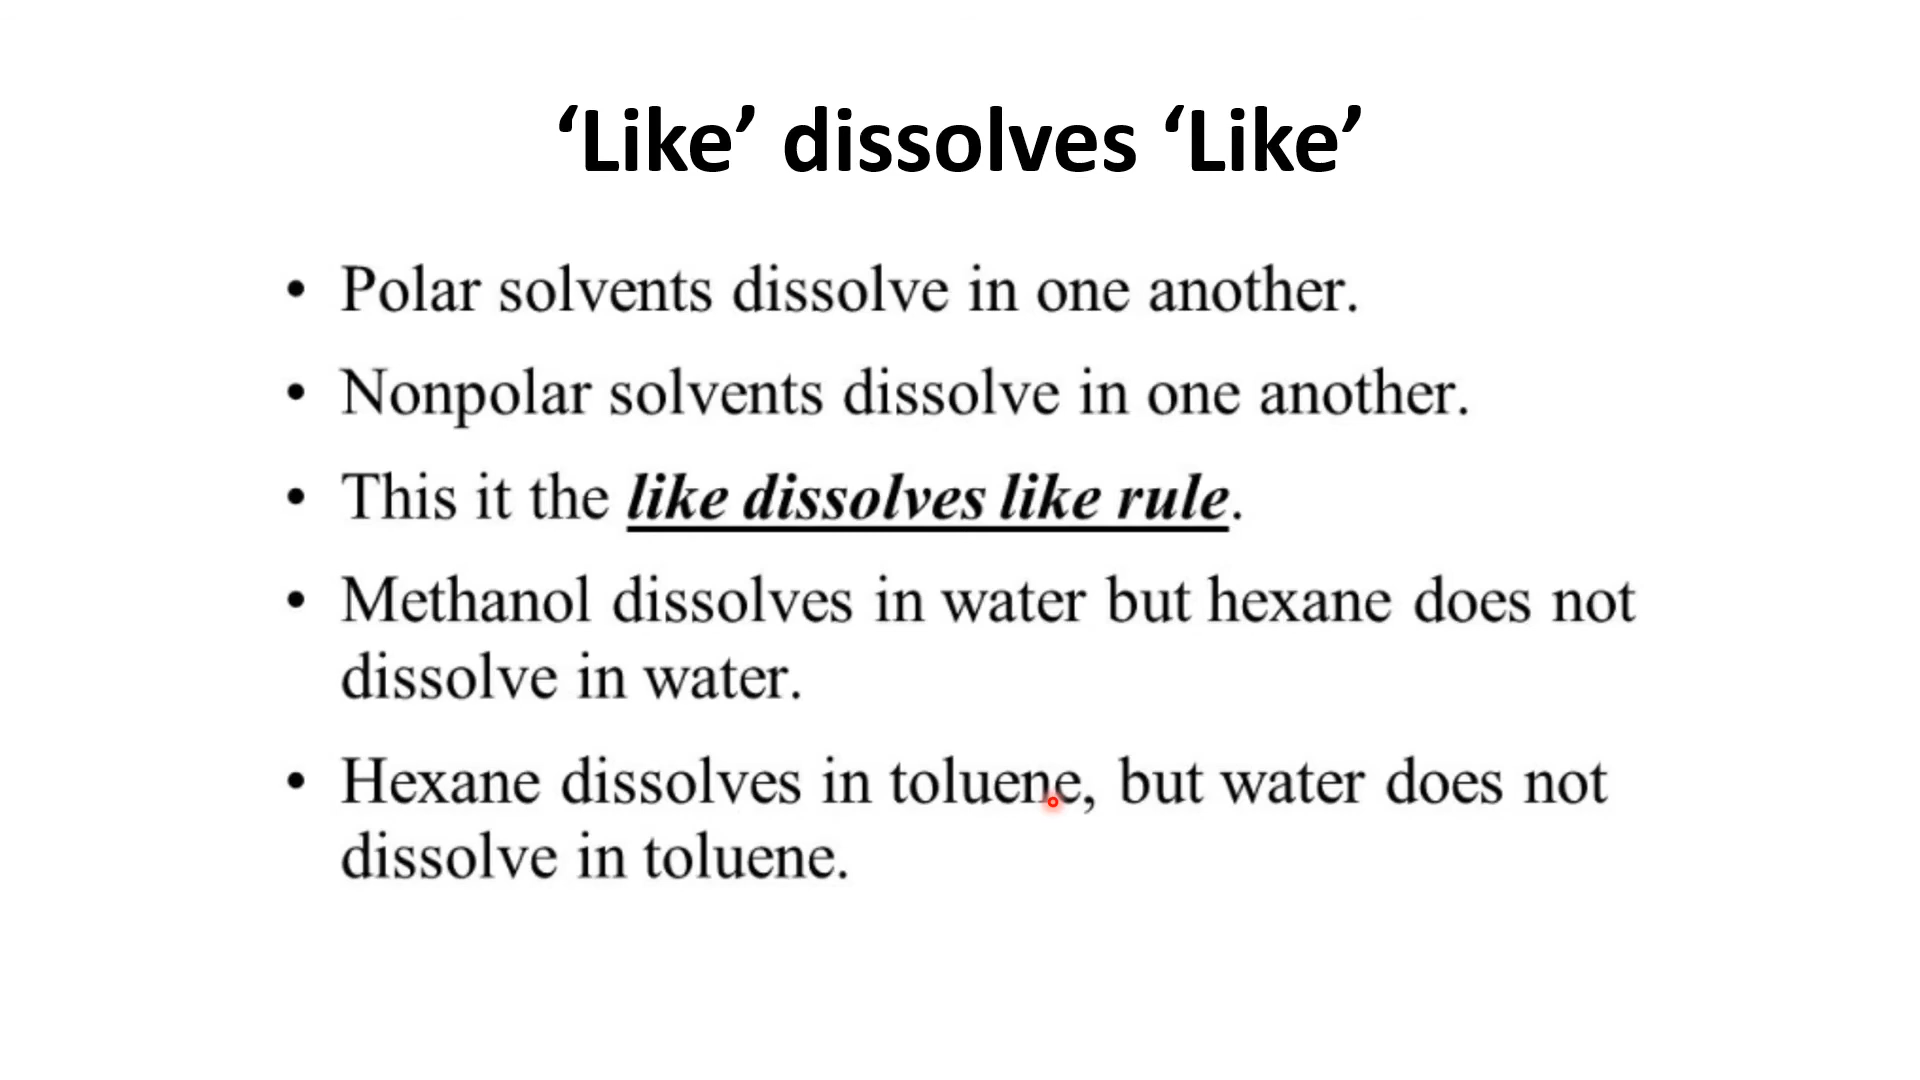 ‘Like’ dissolves ‘Like’
• Polar solvents dissolve in one another.
• Nonpolar solvents dissolve in one another.
• This it the like dissolves like rule.
• Methanol dissolves in water but hexane does not
dissolve in water.
• Hexane dissolves in toluene, but water does not
dissolve in toluene.